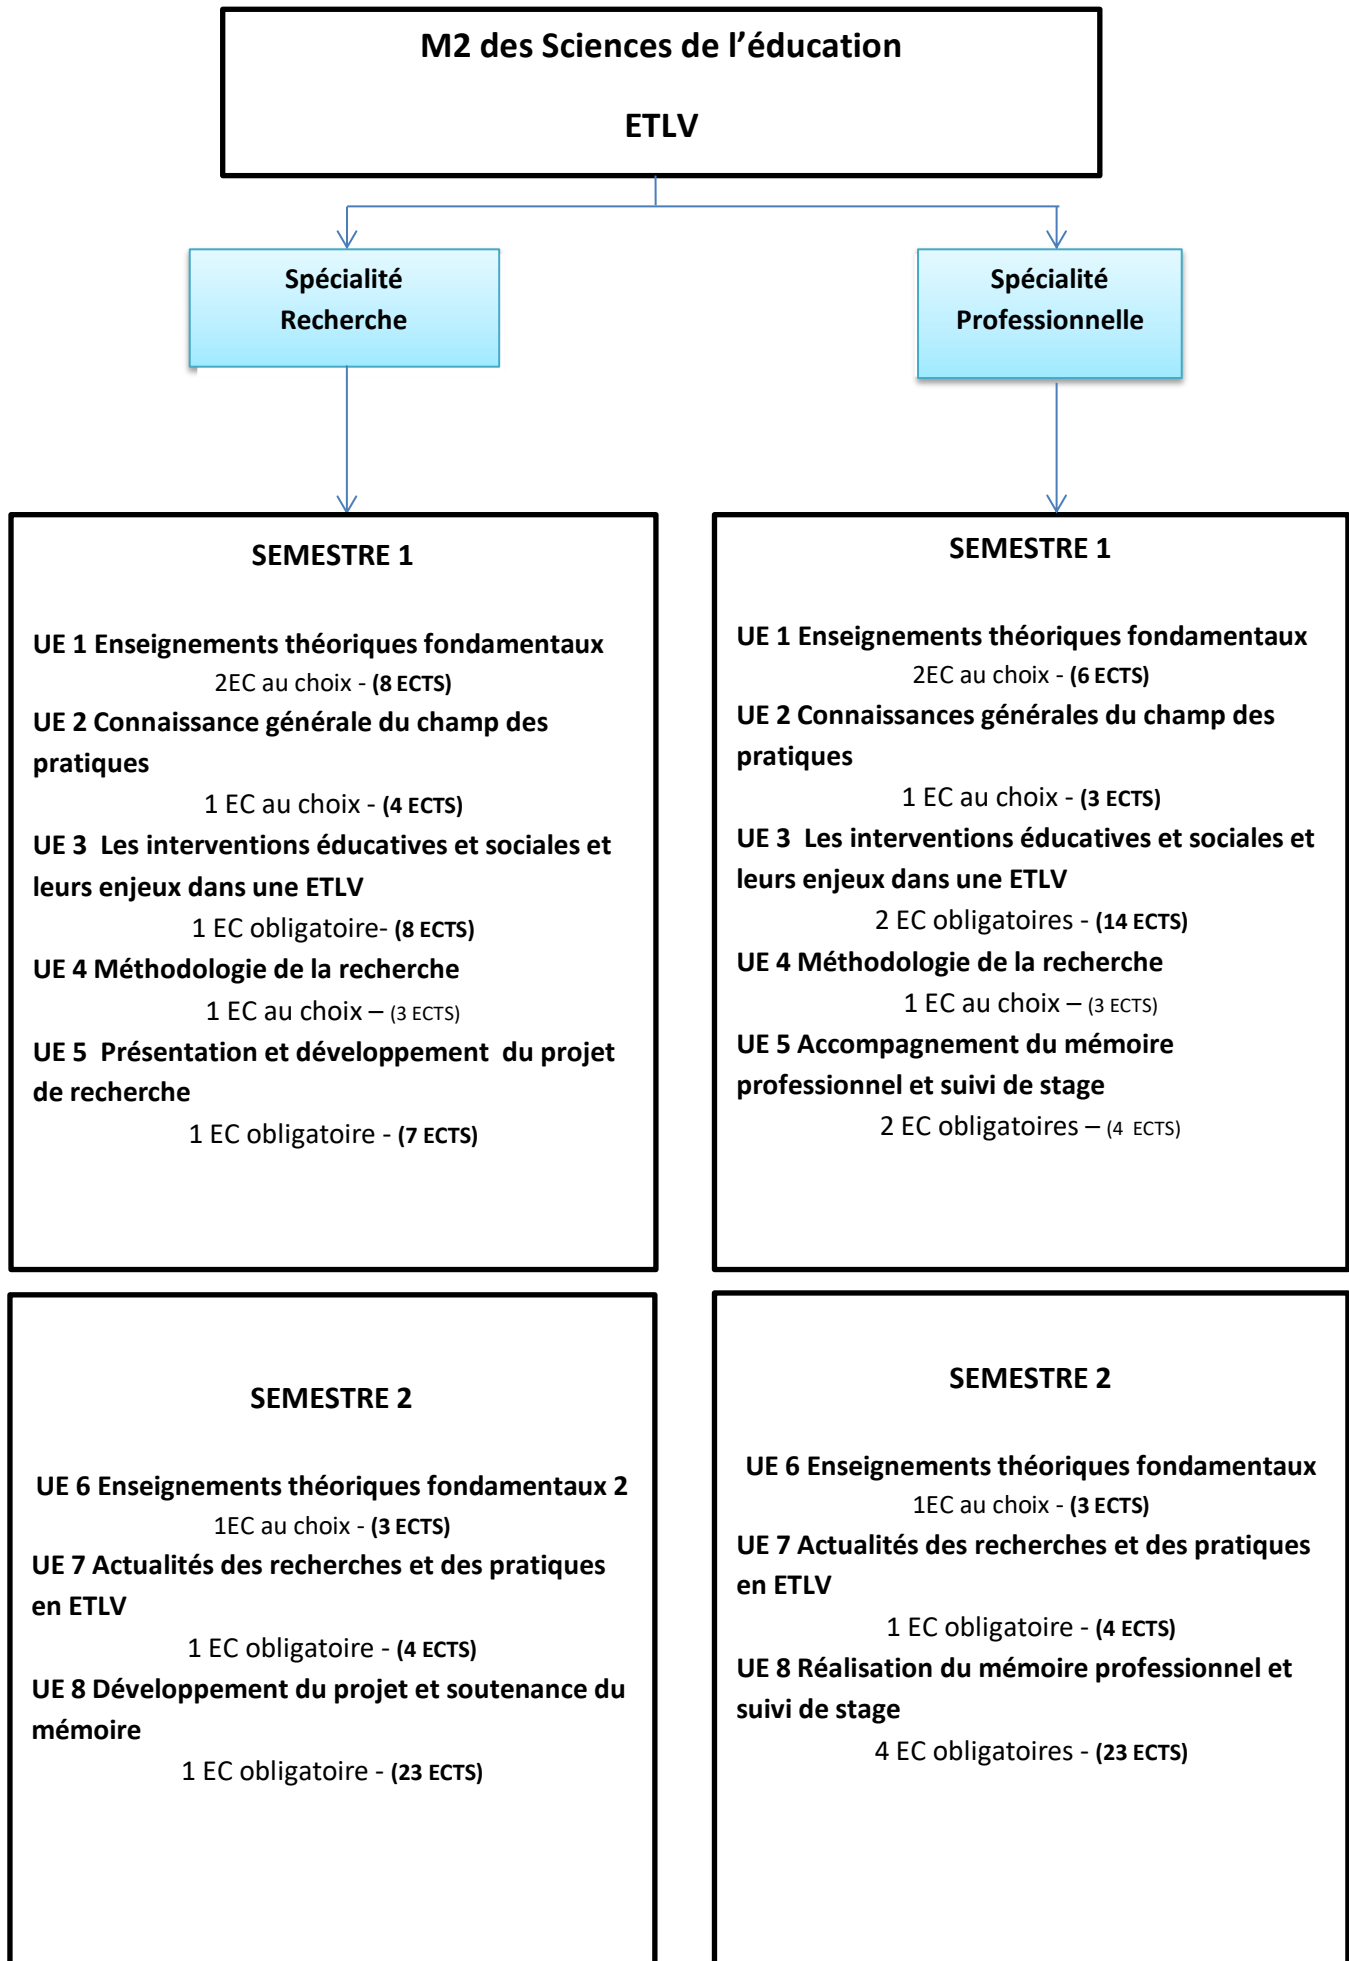 M2 des Sciences de l’éducation
ETLV
Spécialité
Recherche
Spécialité
Professionnelle
SEMESTRE 1
UE 1 Enseignements théoriques fondamentaux
2EC au choix - (8 ECTS)
UE 2 Connaissance générale du champ des
pratiques
1 EC au choix - (4 ECTS)
UE 3  Les interventions éducatives et sociales et
leurs enjeux dans une ETLV
1 EC obligatoire- (8 ECTS)
UE 4 Méthodologie de la recherche
1 EC au choix – (3 ECTS)
UE 5  Présentation et développement  du projet
de recherche
1 EC obligatoire - (7 ECTS)
SEMESTRE 1
UE 1 Enseignements théoriques fondamentaux
2EC au choix - (6 ECTS)
UE 2 Connaissances générales du champ des
pratiques
1 EC au choix - (3 ECTS)
UE 3  Les interventions éducatives et sociales et
leurs enjeux dans une ETLV
2 EC obligatoires - (14 ECTS)
UE 4 Méthodologie de la recherche
1 EC au choix – (3 ECTS)
UE 5 Accompagnement du mémoire
professionnel et suivi de stage
2 EC obligatoires – (4  ECTS)
SEMESTRE 2
UE 6 Enseignements théoriques fondamentaux 2
1EC au choix - (3 ECTS)
UE 7 Actualités des recherches et des pratiques
en ETLV
1 EC obligatoire - (4 ECTS)
UE 8 Développement du projet et soutenance du
mémoire
1 EC obligatoire - (23 ECTS)
SEMESTRE 2
UE 6 Enseignements théoriques fondamentaux
1EC au choix - (3 ECTS)
UE 7 Actualités des recherches et des pratiques
en ETLV
1 EC obligatoire - (4 ECTS)
UE 8 Réalisation du mémoire professionnel et
suivi de stage
4 EC obligatoires - (23 ECTS)